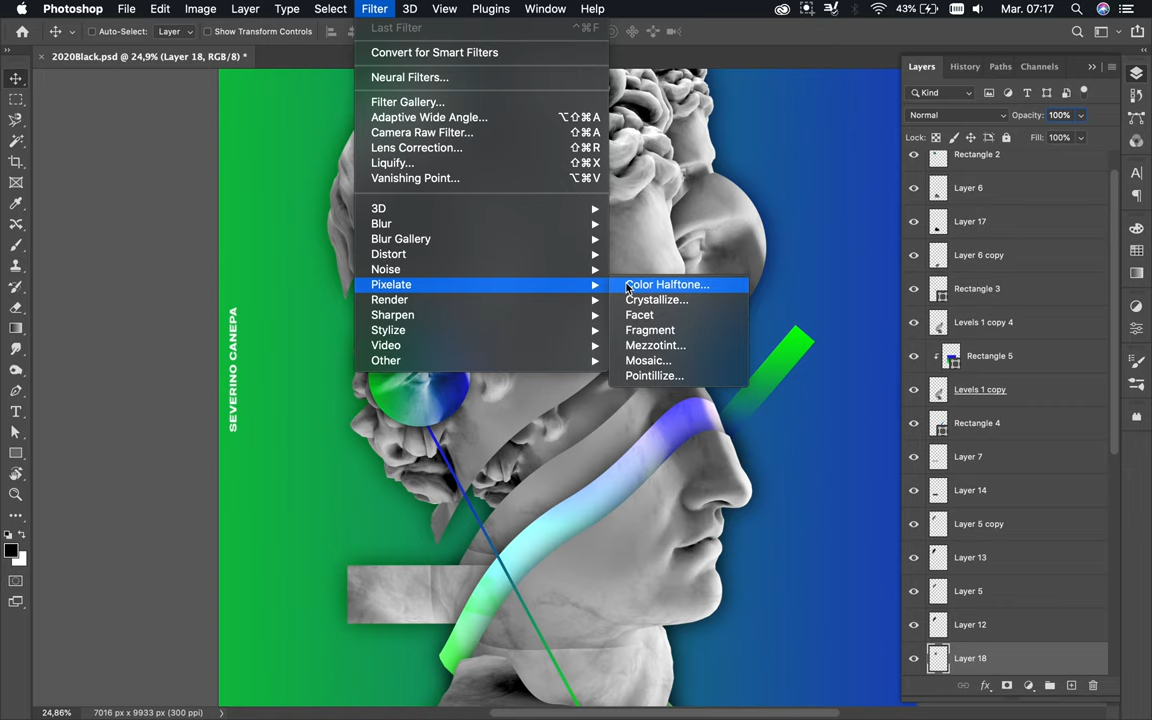 Photoshop File Edit Image Layer Type Select Filter 3D View Plugins Window Help 43% Mar. 07:17
Auto-Select: Layer Show Transform Controls
× 2020Black.psd @ 24,9% (Layer 18, RGB/8) *
Last Filter ^⌘F
Convert for Smart Filters
Neural Filters...
Filter Gallery...
Adaptive Wide Angle... ⌥⇧⌘A
Camera Raw Filter... ⇧⌘A
Lens Correction... ⇧⌘R
Liquify... ⇧⌘X
Vanishing Point... ⌥⌘V
3D
Blur
Blur Gallery
Distort
Noise
Pixelate
Render
Sharpen
Stylize
Video
Other
Color Halftone...
Crystallize...
Facet
Fragment
Mezzotint...
Mosaic...
Pointillize...
SEVERINO CANEPA
Layers History Paths Channels
Kind
Normal Opacity: 100%
Lock: Fill: 100%
Rectangle 2
Layer 6
Layer 17
Layer 6 copy
Rectangle 3
Levels 1 copy 4
Rectangle 5
Levels 1 copy
Rectangle 4
Layer 7
Layer 14
Layer 5 copy
Layer 13
Layer 5
Layer 12
Layer 18
fx
24,86% 7016 px x 9933 px (300 ppi)